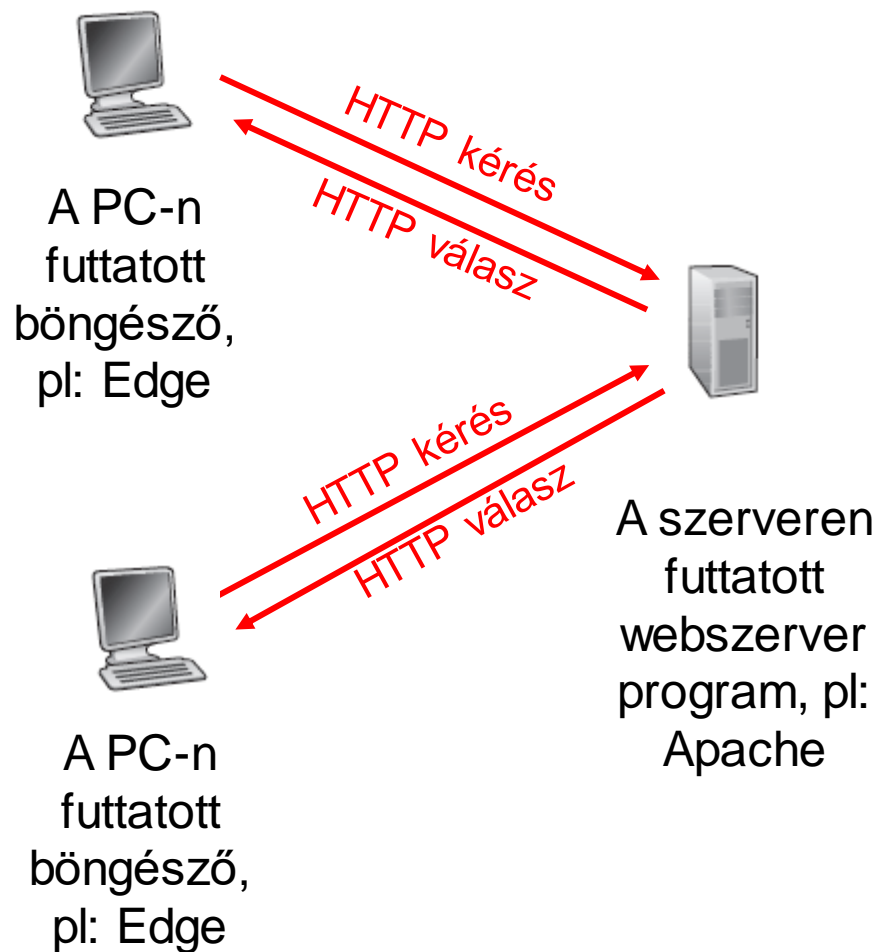 HTTP kérés
HTTP válasz
A PC-n
futtatott
böngésző,
pl: Edge
HTTP kérés
HTTP válasz
A szerveren
futtatott
webszerver
program, pl:
Apache
A PC-n
futtatott
böngésző,
pl: Edge